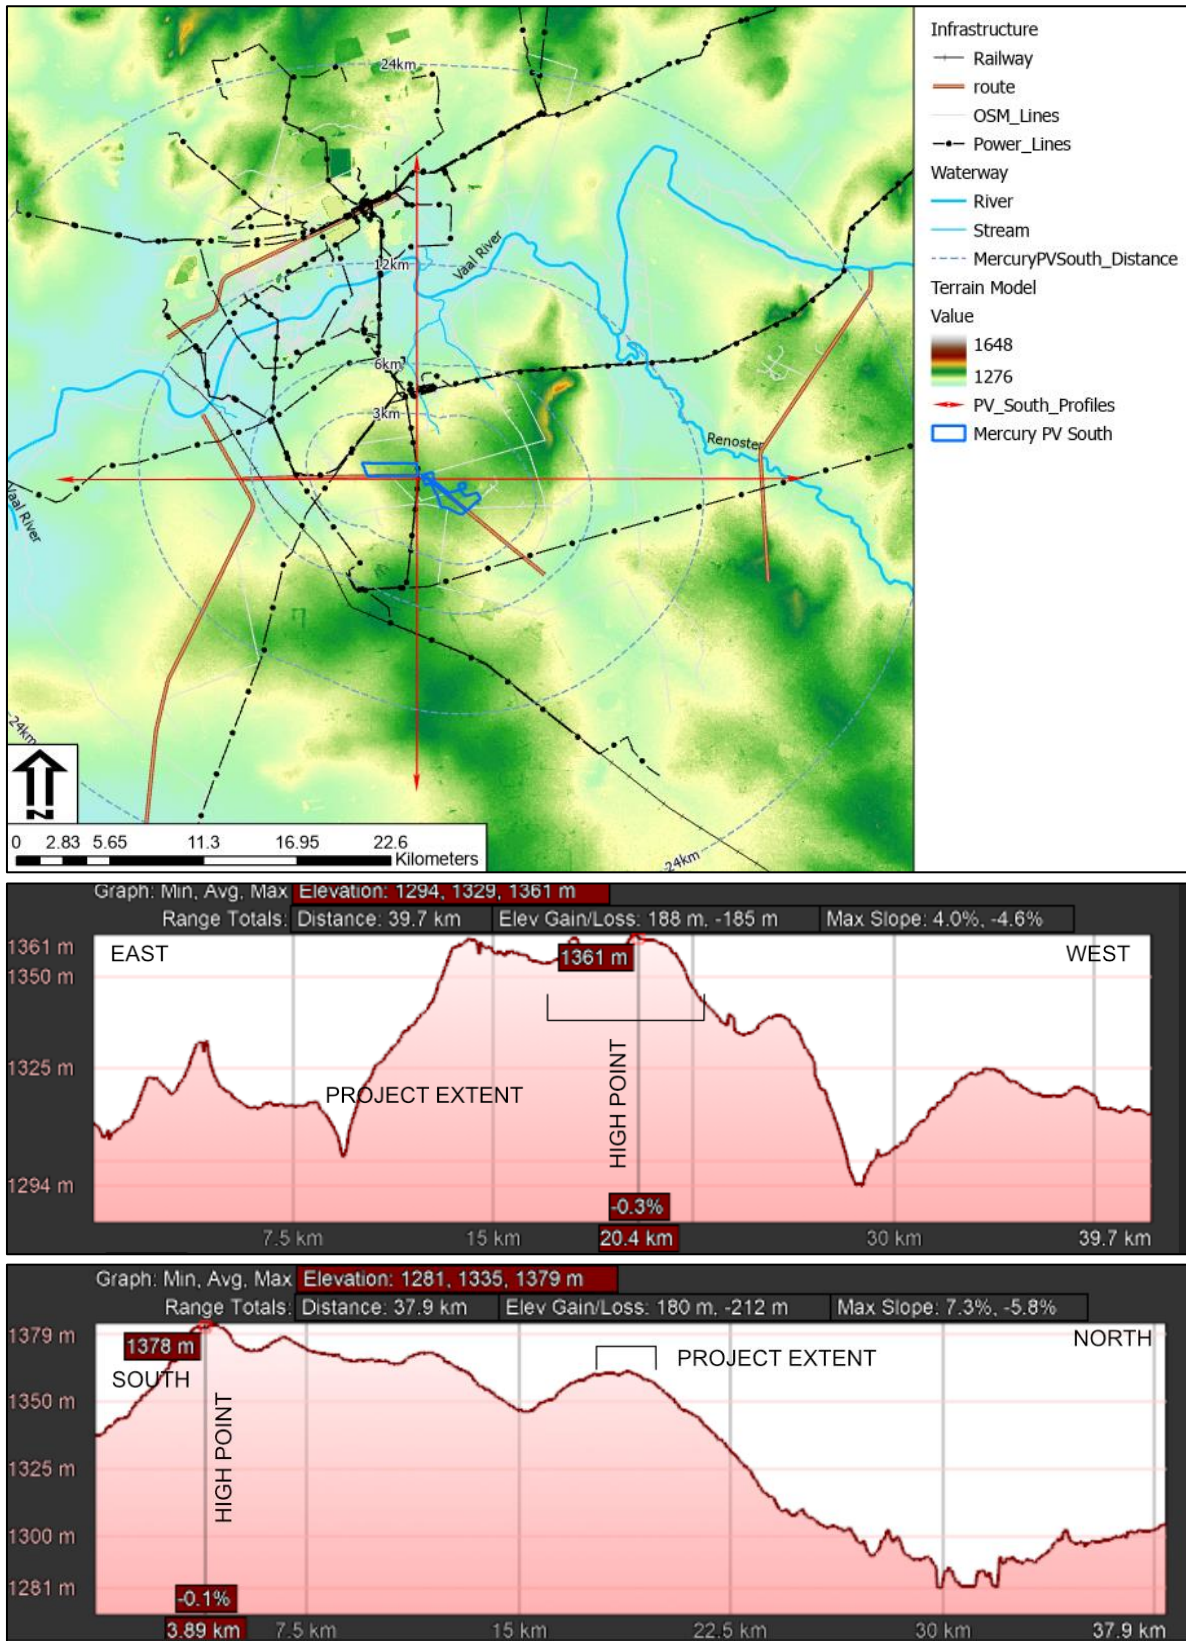 Infrastructure
Railway
route
OSM_Lines
Power_Lines
Waterway
River
Stream
MercuryPVSouth_Distance
Terrain Model
Value
1648
1276
PV_South_Profiles
Mercury PV South
24km
12km
Vaal River
6km
3km
Renoster
Vaal River
24km
24km
N
0 2.83 5.65 11.3 16.95 22.6
Kilometers
Graph: Min, Avg, Max Elevation: 1294, 1329, 1361 m
Range Totals: Distance: 39.7 km Elev Gain/Loss: 188 m, -185 m Max Slope: 4.0%, -4.6%
1361 m
EAST
WEST
1361 m
1350 m
1325 m
PROJECT EXTENT
HIGH POINT
1294 m
-0.3%
7.5 km 15 km 20.4 km 30 km 39.7 km
Graph: Min, Avg, Max Elevation: 1281, 1335, 1379 m
Range Totals: Distance: 37.9 km Elev Gain/Loss: 180 m, -212 m Max Slope: 7.3%, -5.8%
1379 m
NORTH
1378 m
PROJECT EXTENT
SOUTH
1350 m
HIGH POINT
1325 m
1300 m
1281 m
-0.1%
3.89 km 7.5 km 15 km 22.5 km 30 km 37.9 km